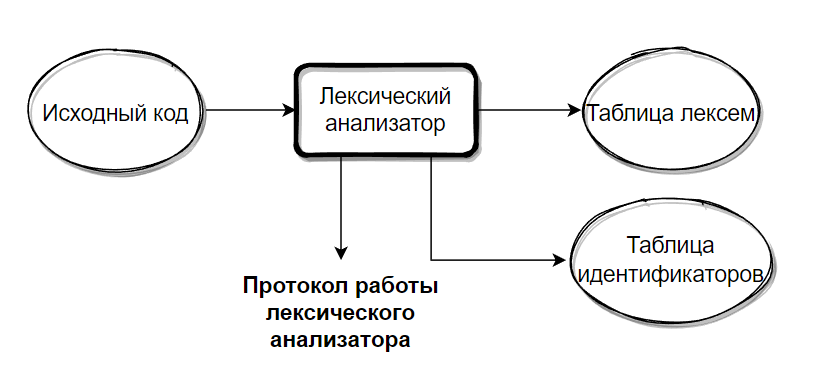 Исходный код
Лексический
анализатор
Таблица лексем
Таблица
идентификаторов
Протокол работы
лексического
анализатора